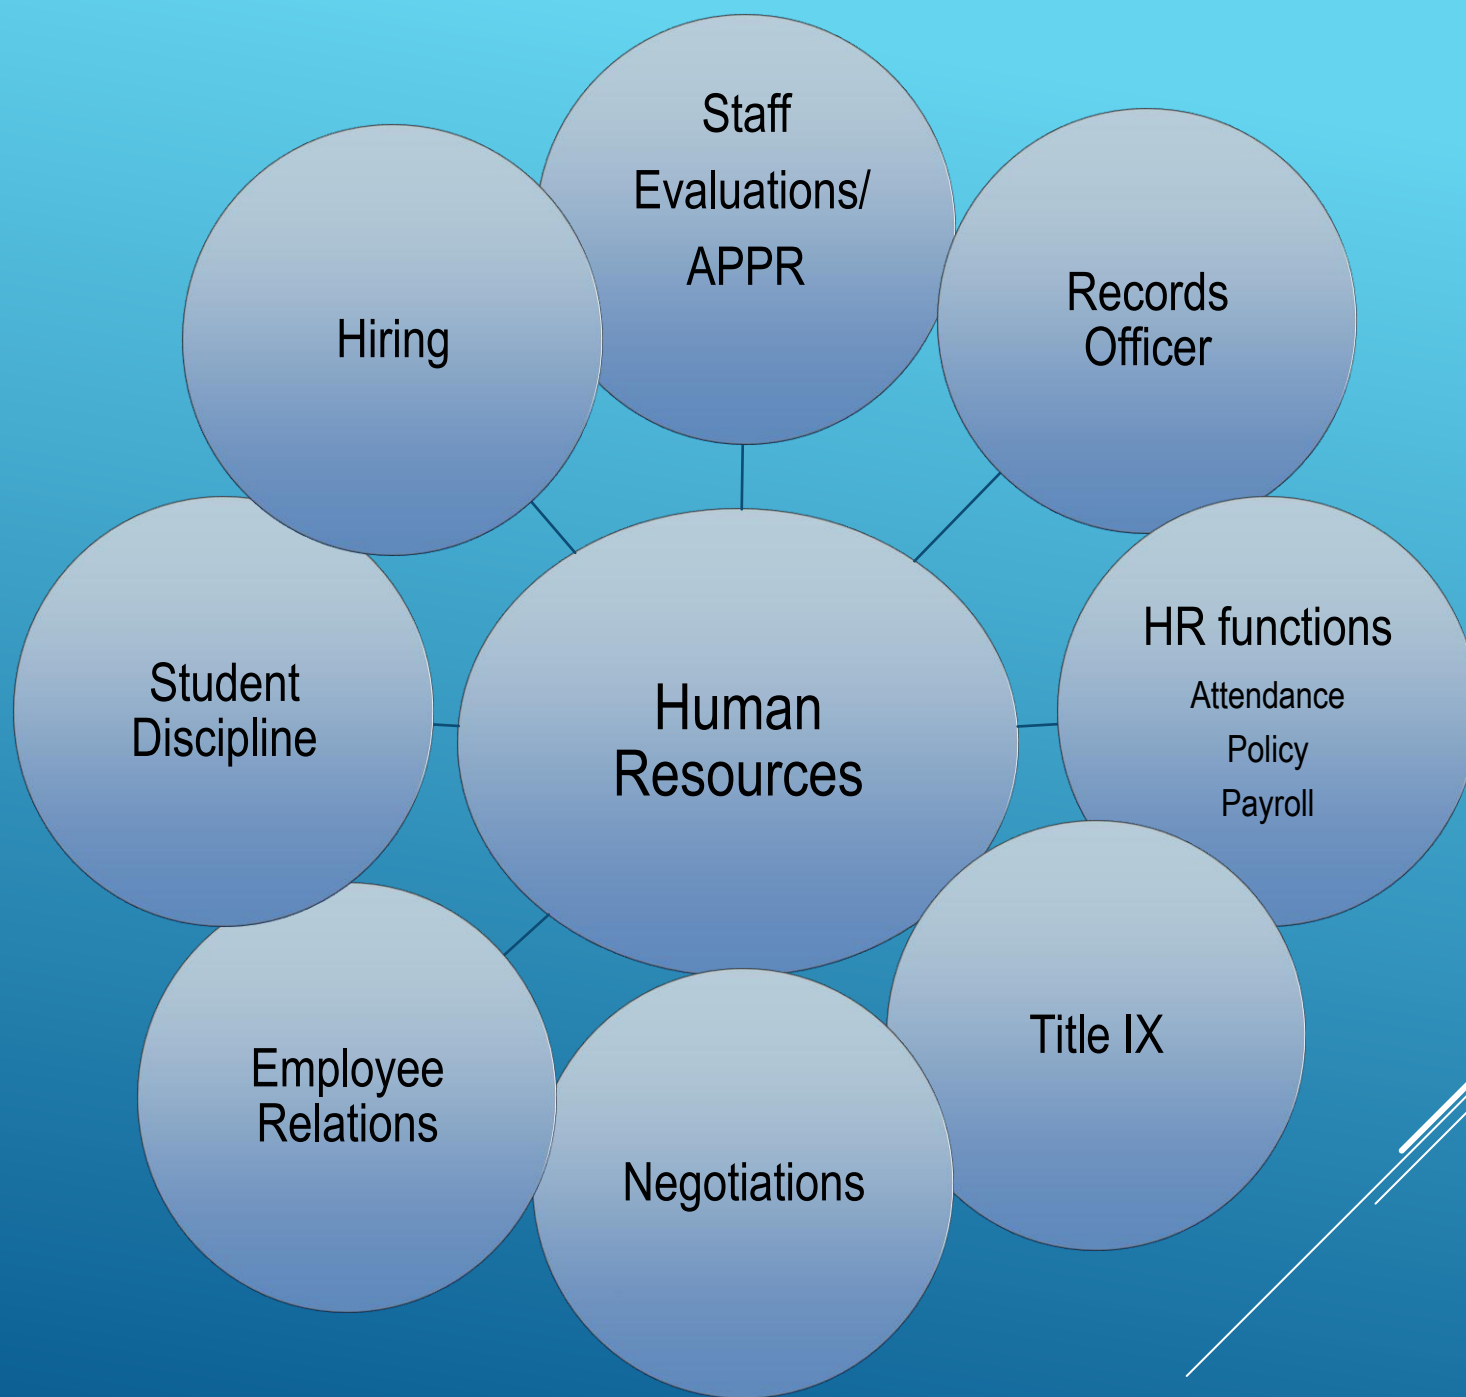 Staff
Evaluations/
APPR
Hiring
Records
Officer
HR functions
Attendance
Policy
Payroll
Student
Discipline
Human
Resources
Title IX
Employee
Relations
Negotiations